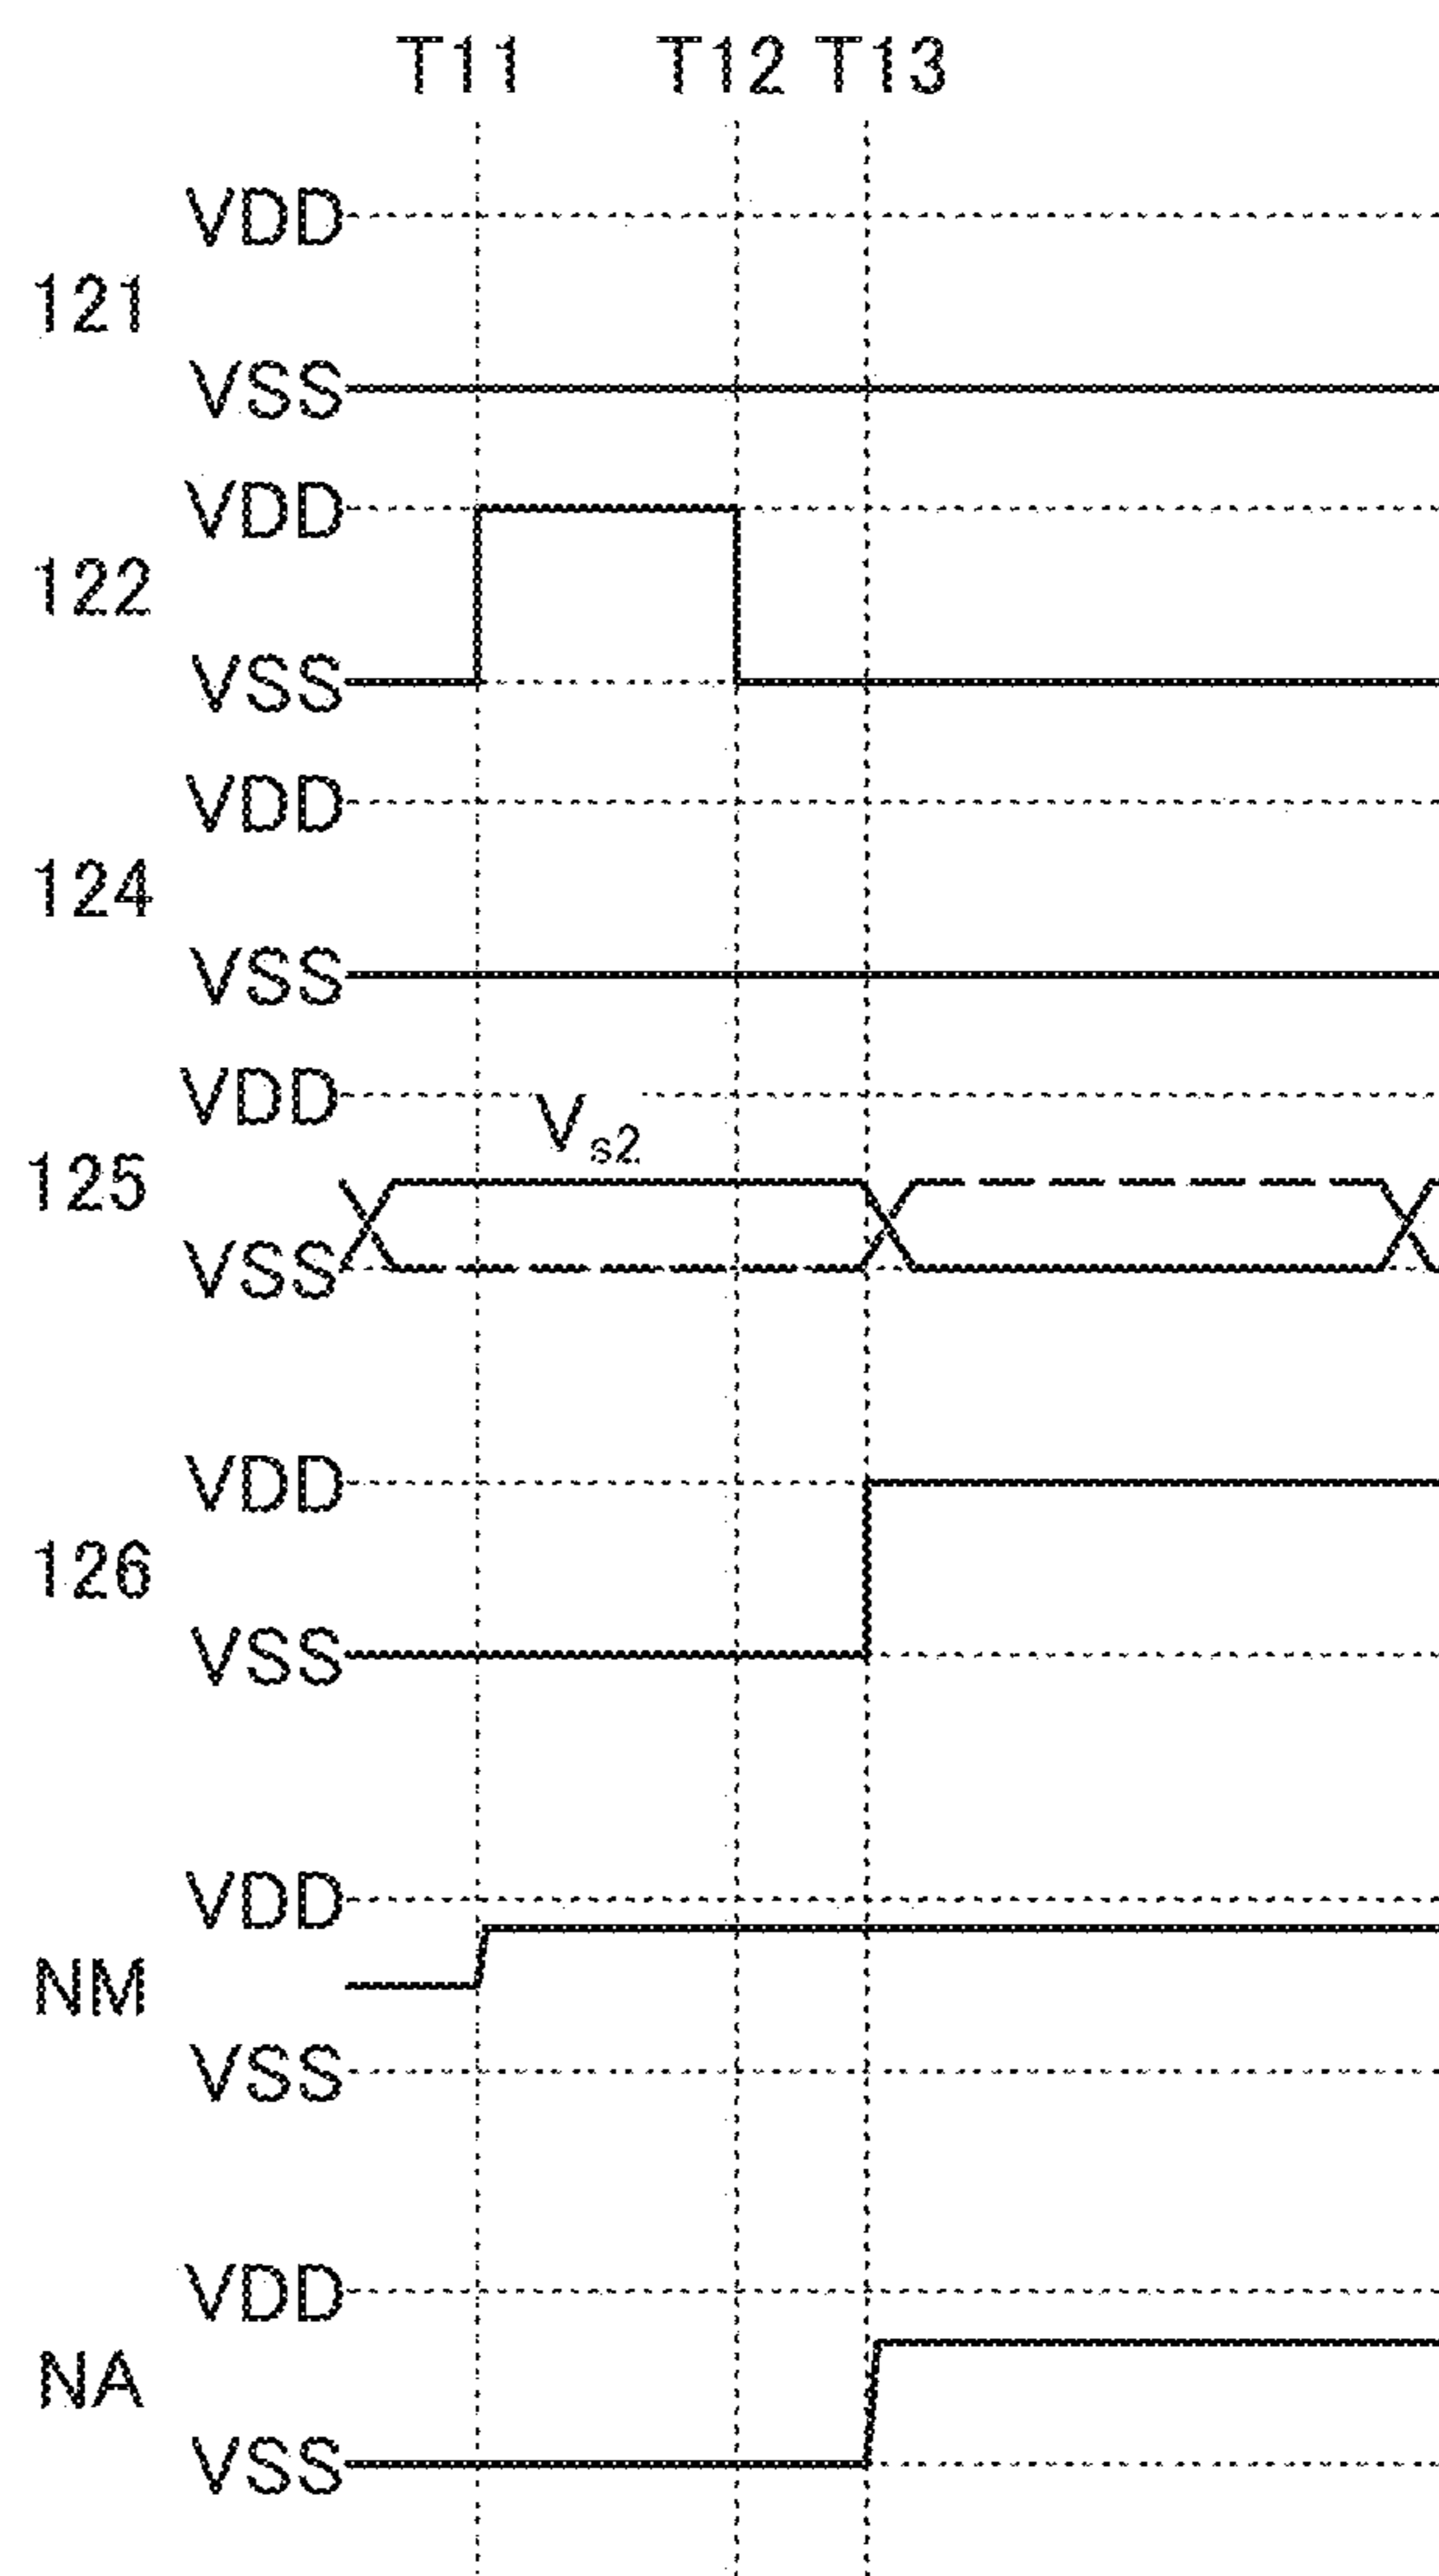 T11 T12 T13
VDD
121
VSS
VDD
122
VSS
VDD
124
VSS
VDD
Vs2
125
VSS
VDD
126
VSS
VDD
NM
VSS
VDD
NA
VSS